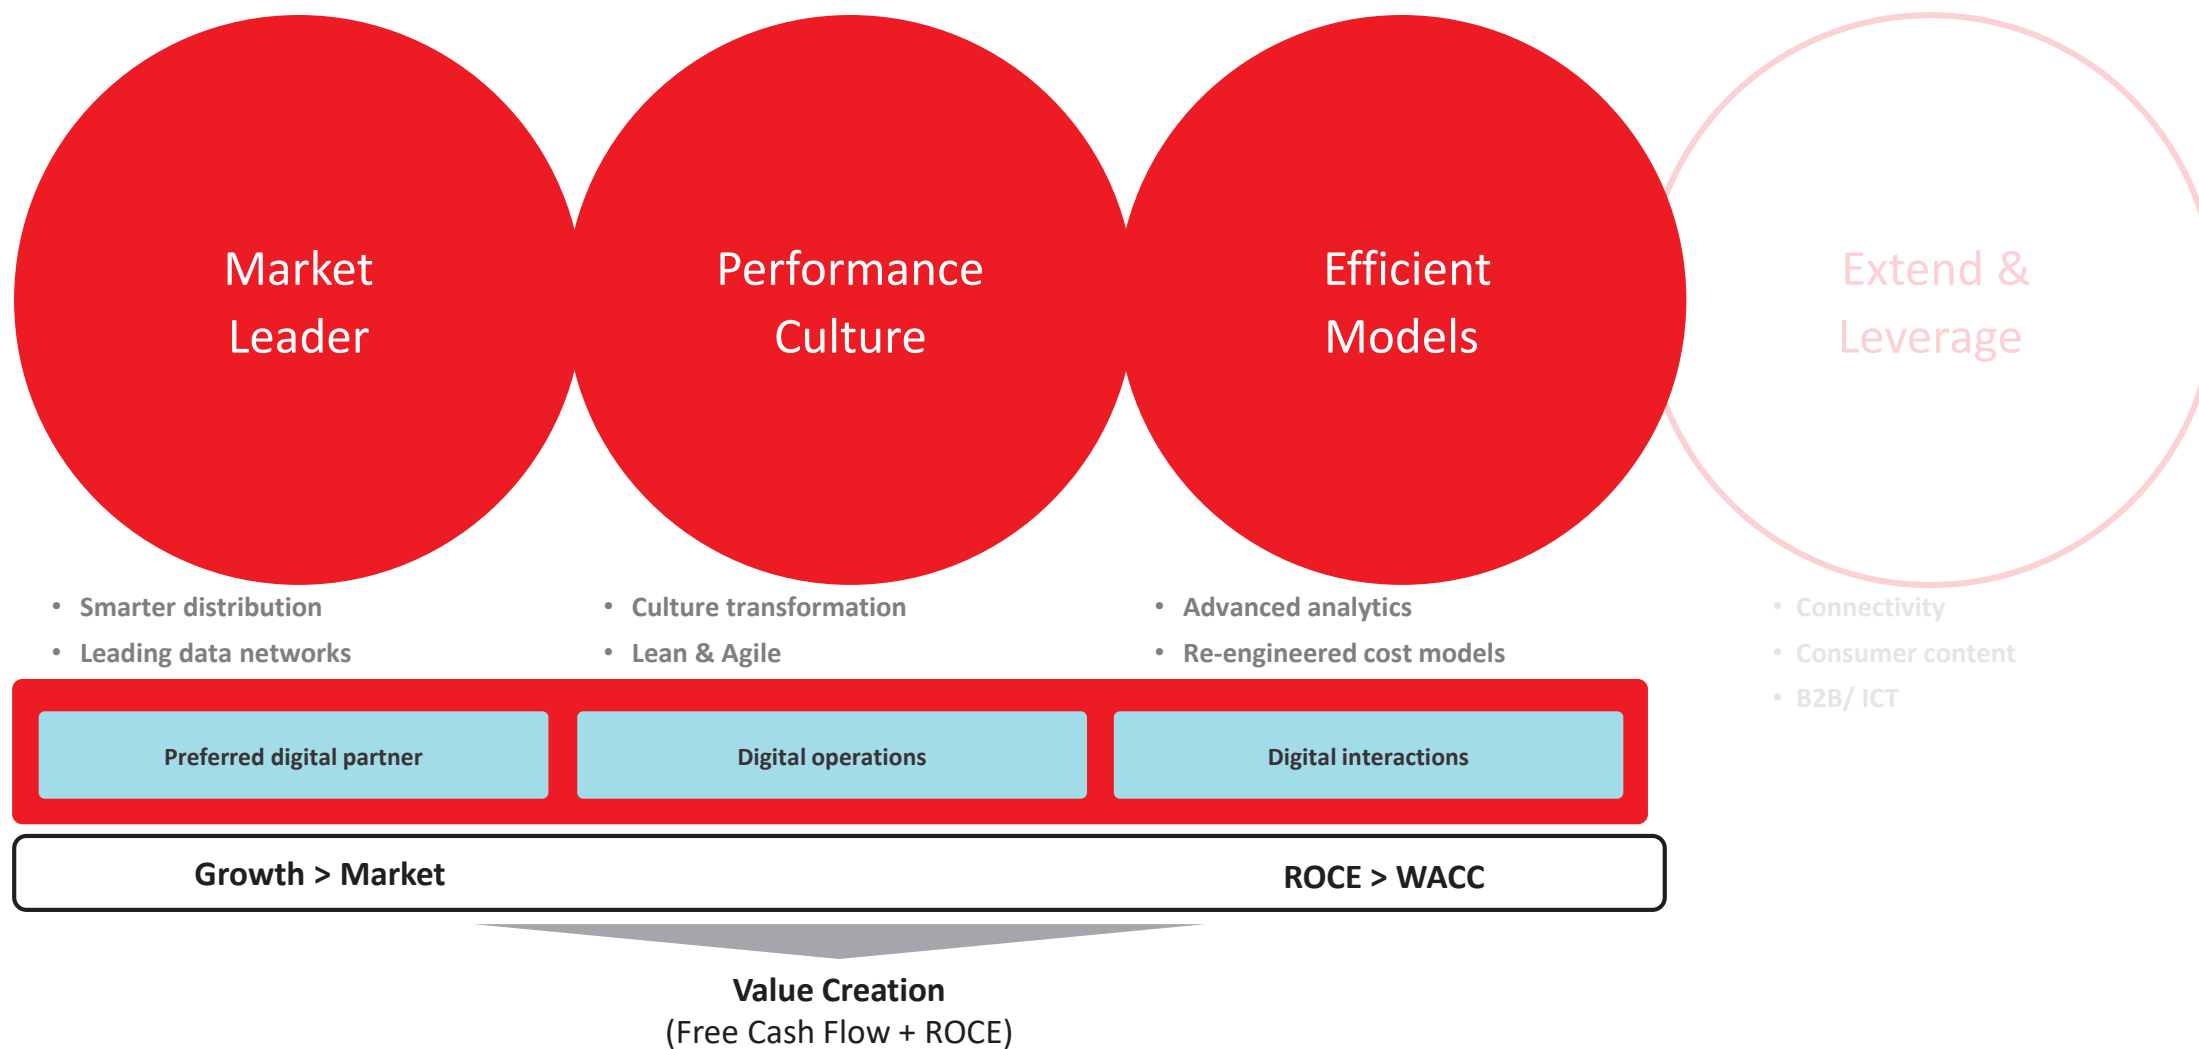 Market
Leader
Performance
Culture
Efficient
Models
Extend &
Leverage
• Smarter distribution
• Leading data networks
• Culture transformation
• Lean & Agile
• Advanced analytics
• Re-engineered cost models
• Connectivity
• Consumer content
• B2B/ ICT
Preferred digital partner
Digital operations
Digital interactions
Growth > Market
ROCE > WACC
Value Creation
(Free Cash Flow + ROCE)